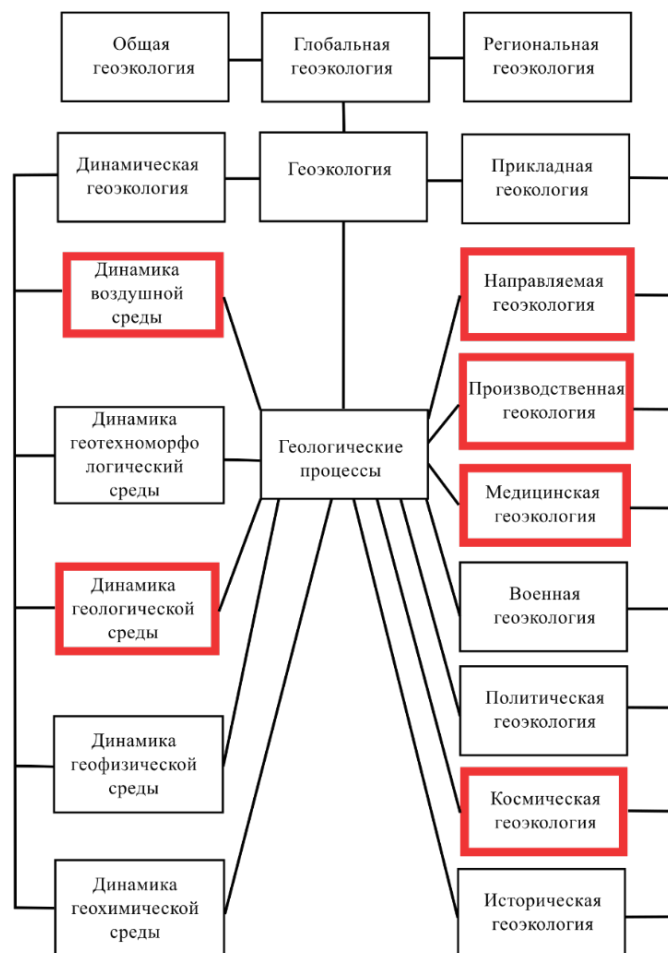 Общая
геоэкология
Глобальная
геоэкология
Региональная
геоэкология
Динамическая
геоэкология
Геоэкология
Прикладная
геокология
Динамика
воздушной
среды
Направляемая
геоэкология
Производственная
геокология
Динамика
геотехноморфо
логический
среды
Геологические
процессы
Медицинская
геоэкология
Динамика
геологической
среды
Военная
геоэкология
Политическая
геоэкология
Динамика
геофизической
среды
Космическая
геоэкология
Динамика
геохимической
среды
Историческая
геоэкология